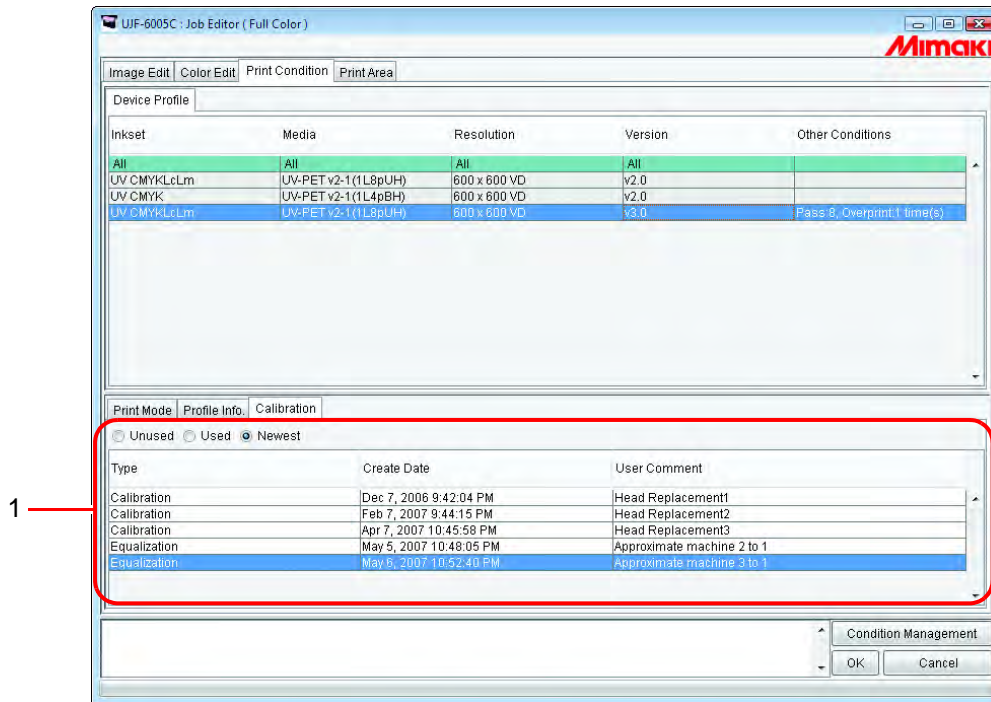 UJF-6005C : Job Editor ( Full Color )
Mimaki
Image Edit Color Edit Print Condition Print Area
Device Profile
Inkset Media Resolution Version Other Conditions
All All All All
UV CMYKLcLm UV-PET v2-1(1L8pUH) 600 x 600 VD v2.0
UV CMYK UV-PET v2-1(1L4pBH) 600 x 600 VD v2.0
UV CMYKLcLm UV-PET v2-1(1L8pUH) 600 x 600 VD v3.0 Pass 8, Overprint:1 time(s)
Print Mode Profile Info. Calibration
Unused Used Newest
Type Create Date User Comment
Calibration Dec 7, 2006 9:42:04 PM Head Replacement1
Calibration Feb 7, 2007 9:44:15 PM Head Replacement2
Calibration Apr 7, 2007 10:45:58 PM Head Replacement3
Equalization May 5, 2007 10:48:05 PM Approximate machine 2 to 1
Equalization May 6, 2007 10:52:40 PM Approximate machine 3 to 1
1
Condition Management
OK Cancel